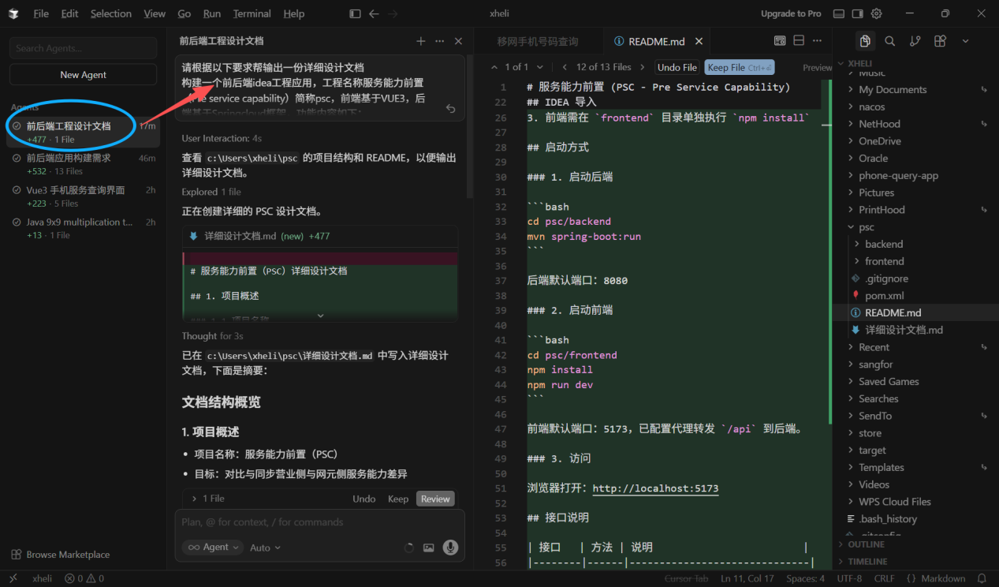 File Edit Selection View Go Run Terminal Help
xheli
Upgrade to Pro
Search Agents...
New Agent
Agents
前后端工程设计文档 17m
+477 · 1 File
前后端应用构建需求 46m
+532 · 13 Files
Vue3 手机服务查询界面 2h
+223 · 5 Files
Java 9x9 multiplication t... 2h
+13 · 1 File
Browse Marketplace
前后端工程设计文档
请根据以下要求帮输出一份详细设计文档
构建一个前后端idea工程应用，工程名称服务能力前置
（Pre service capability）简称psc，前端基于VUE3，后
端基于Springcloud框架，功能内容如下：
User Interaction: 4s
查看 c:\Users\xheli\psc 的项目结构和 README，以便输出
详细设计文档。
Explored 1 file
正在创建详细的 PSC 设计文档。
详细设计文档.md (new) +477
# 服务能力前置（PSC）详细设计文档
## 1. 项目概述
### 1.1 项目名称
Thought for 3s
已在 c:\Users\xheli\psc\详细设计文档.md 中写入详细设计
文档，下面是摘要：
文档结构概览
1. 项目概述
• 项目名称：服务能力前置（PSC）
• 目标：对比与同步营业侧与网元侧服务能力差异
1 File Undo Keep Review
Plan, @ for context, / for commands
Agent Auto
移网手机号码查询 README.md
1 of 1 12 of 13 Files Undo File Keep File Ctrl+⏎ Preview
1 # 服务能力前置 (PSC - Pre Service Capability)
22 ## IDEA 导入
26 3. 前端需在 `frontend` 目录单独执行 `npm install`
27
28 ## 启动方式
29
30 ### 1. 启动后端
31
32 ```bash
33 cd psc/backend
34 mvn spring-boot:run
35 ```
36
37 后端默认端口：8080
38
39 ### 2. 启动前端
40
41 ```bash
42 cd psc/frontend
43 npm install
44 npm run dev
45 ```
46
47 前端默认端口：5173，已配置代理转发 `/api` 到后端。
48
49 ### 3. 访问
50
51 浏览器打开：http://localhost:5173
52
53 ## 接口说明
54
55 | 接口 | 方法 | 说明 |
56 |--------|------|-----------------------------|
XHELI
Music
My Documents
nacos
NetHood
OneDrive
Oracle
phone-query-app
Pictures
PrintHood
psc
backend
frontend
.gitignore
pom.xml
README.md
详细设计文档.md
Recent
sangfor
Saved Games
Searches
SendTo
store
target
Templates
Videos
WPS Cloud Files
.bash_history
.gitconfig
OUTLINE
TIMELINE
xheli 0 0
Cursor Tab Ln 11, Col 17 Spaces: 4 UTF-8 CRLF {} Markdown